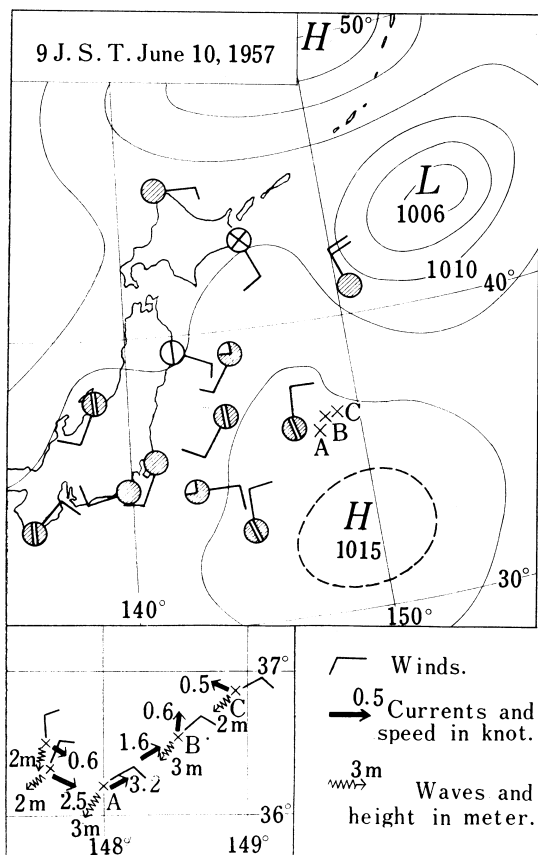 H 50°
9 J. S. T. June 10, 1957
L
1006
1010
40°
C
B
A
H
1015
30°
140°
150°
37°
0.5
C
0.6
2m
B
1.6
3m
0.6
2m
3.2
2.5
A
2m
3m
36°
148°
149°
Winds.
0.5
Currents and
speed in knot.
3m
Waves and
height in meter.